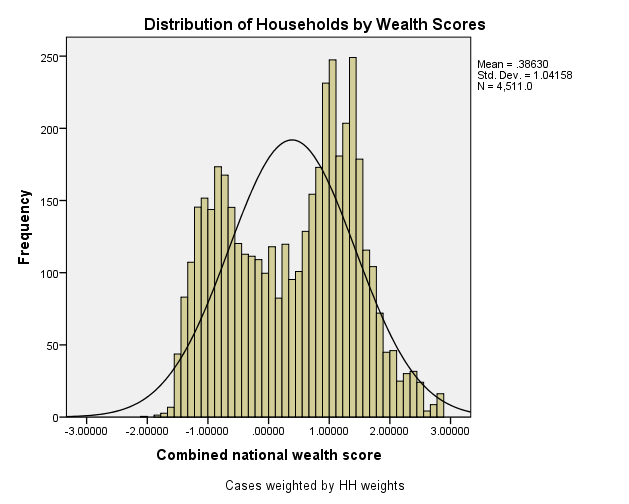 Distribution of Households by Wealth Scores
Mean = .38630
Std. Dev. = 1.04158
N = 4,511.0
Frequency
250
200
150
100
50
0
-3.00000 -2.00000 -1.00000 .00000 1.00000 2.00000 3.00000
Combined national wealth score
Cases weighted by HH weights